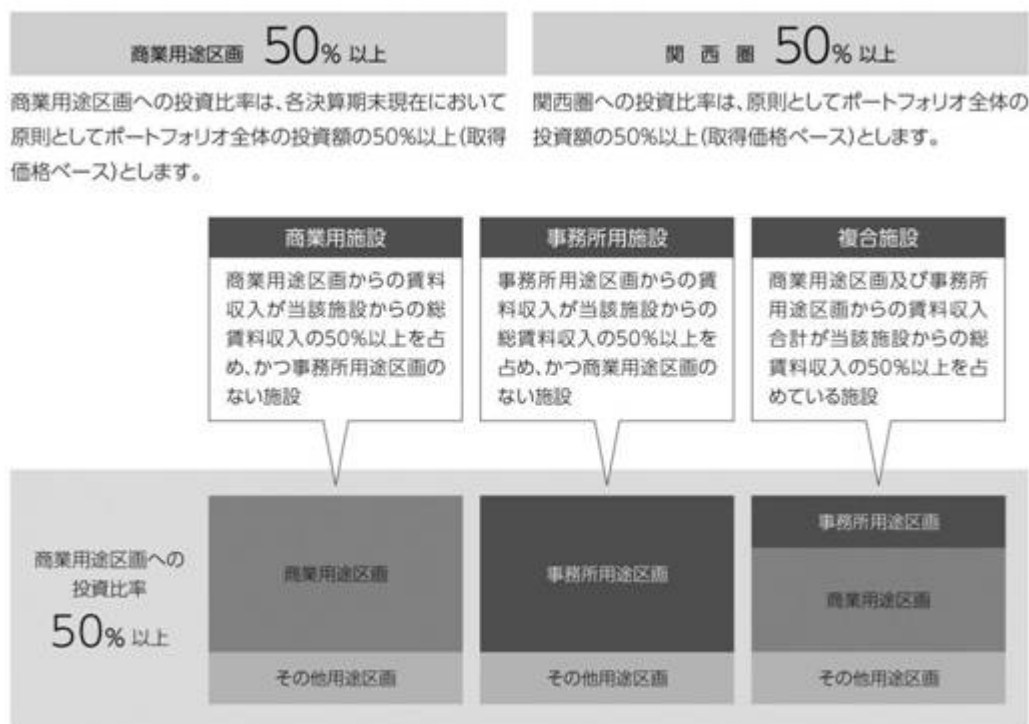 商業用途区画 50% 以上
関西圏 50% 以上
商業用途区画への投資比率は、各決算期末現在において
原則としてポートフォリオ全体の投資額の50%以上(取得
価格ベース)とします。
関西圏への投資比率は、原則としてポートフォリオ全体の
投資額の50%以上(取得価格ベース)とします。
商業用施設
商業用途区画からの賃料
収入が当該施設からの総
賃料収入の50%以上を占
め、かつ事務所用途区画の
ない施設
事務所用施設
事務所用途区画からの賃
料収入が当該施設からの
総賃料収入の50%以上を
占め、かつ商業用途区画の
ない施設
複合施設
商業用途区画及び事務所
用途区画からの賃料収入
合計が当該施設からの総
賃料収入の50%以上を占
めている施設
商業用途区画への
投資比率
50% 以上
商業用途区画
その他用途区画
事務所用途区画
その他用途区画
事務所用途区画
商業用途区画
その他用途区画